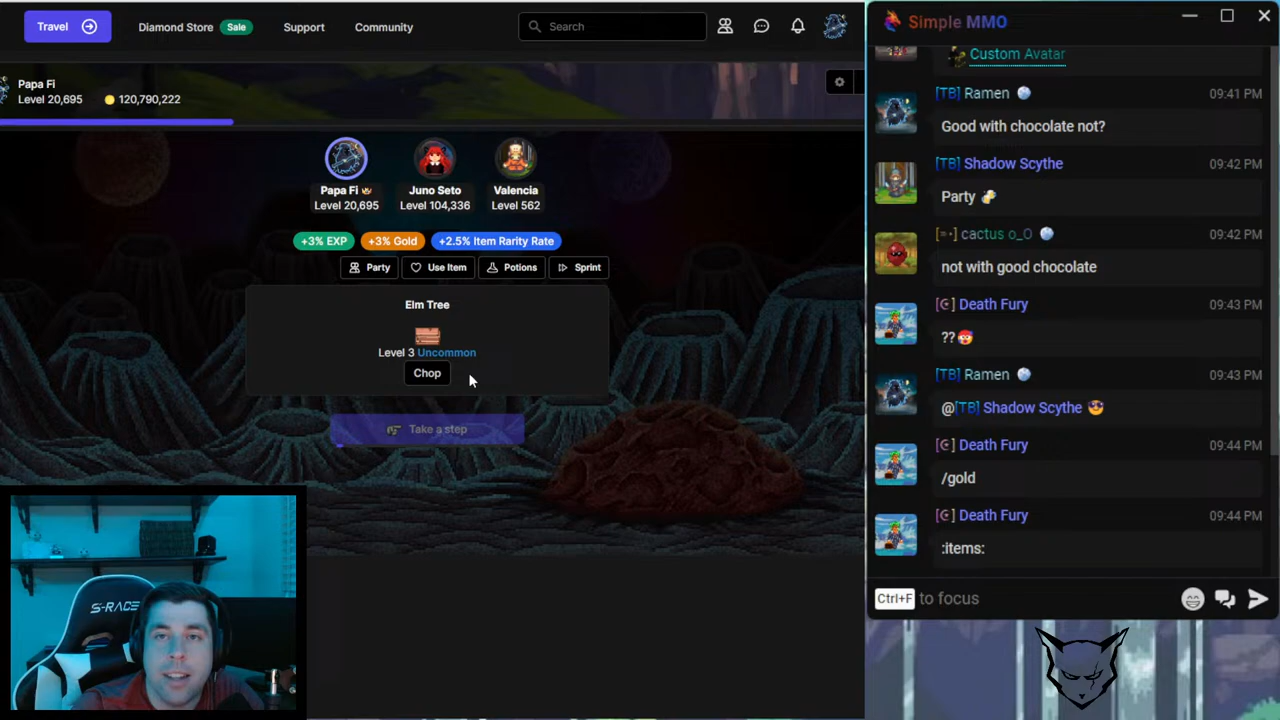 Travel
Diamond Store Sale
Support
Community
Search
Papa Fi
Level 20,695
120,790,222
Papa Fi
Level 20,695
Juno Seto
Level 104,336
Valencia
Level 562
+3% EXP
+3% Gold
+2.5% Item Rarity Rate
Party
Use Item
Potions
Sprint
Elm Tree
Level 3 Uncommon
Chop
Take a step
S-RACE
Simple MMO
Custom Avatar
[TB] Ramen 09:41 PM
Good with chocolate not?
[TB] Shadow Scythe 09:42 PM
Party
cactus o_O 09:42 PM
not with good chocolate
Death Fury 09:43 PM
??
[TB] Ramen 09:43 PM
@[TB] Shadow Scythe
Death Fury 09:44 PM
/gold
Death Fury 09:44 PM
:items:
Ctrl+F to focus